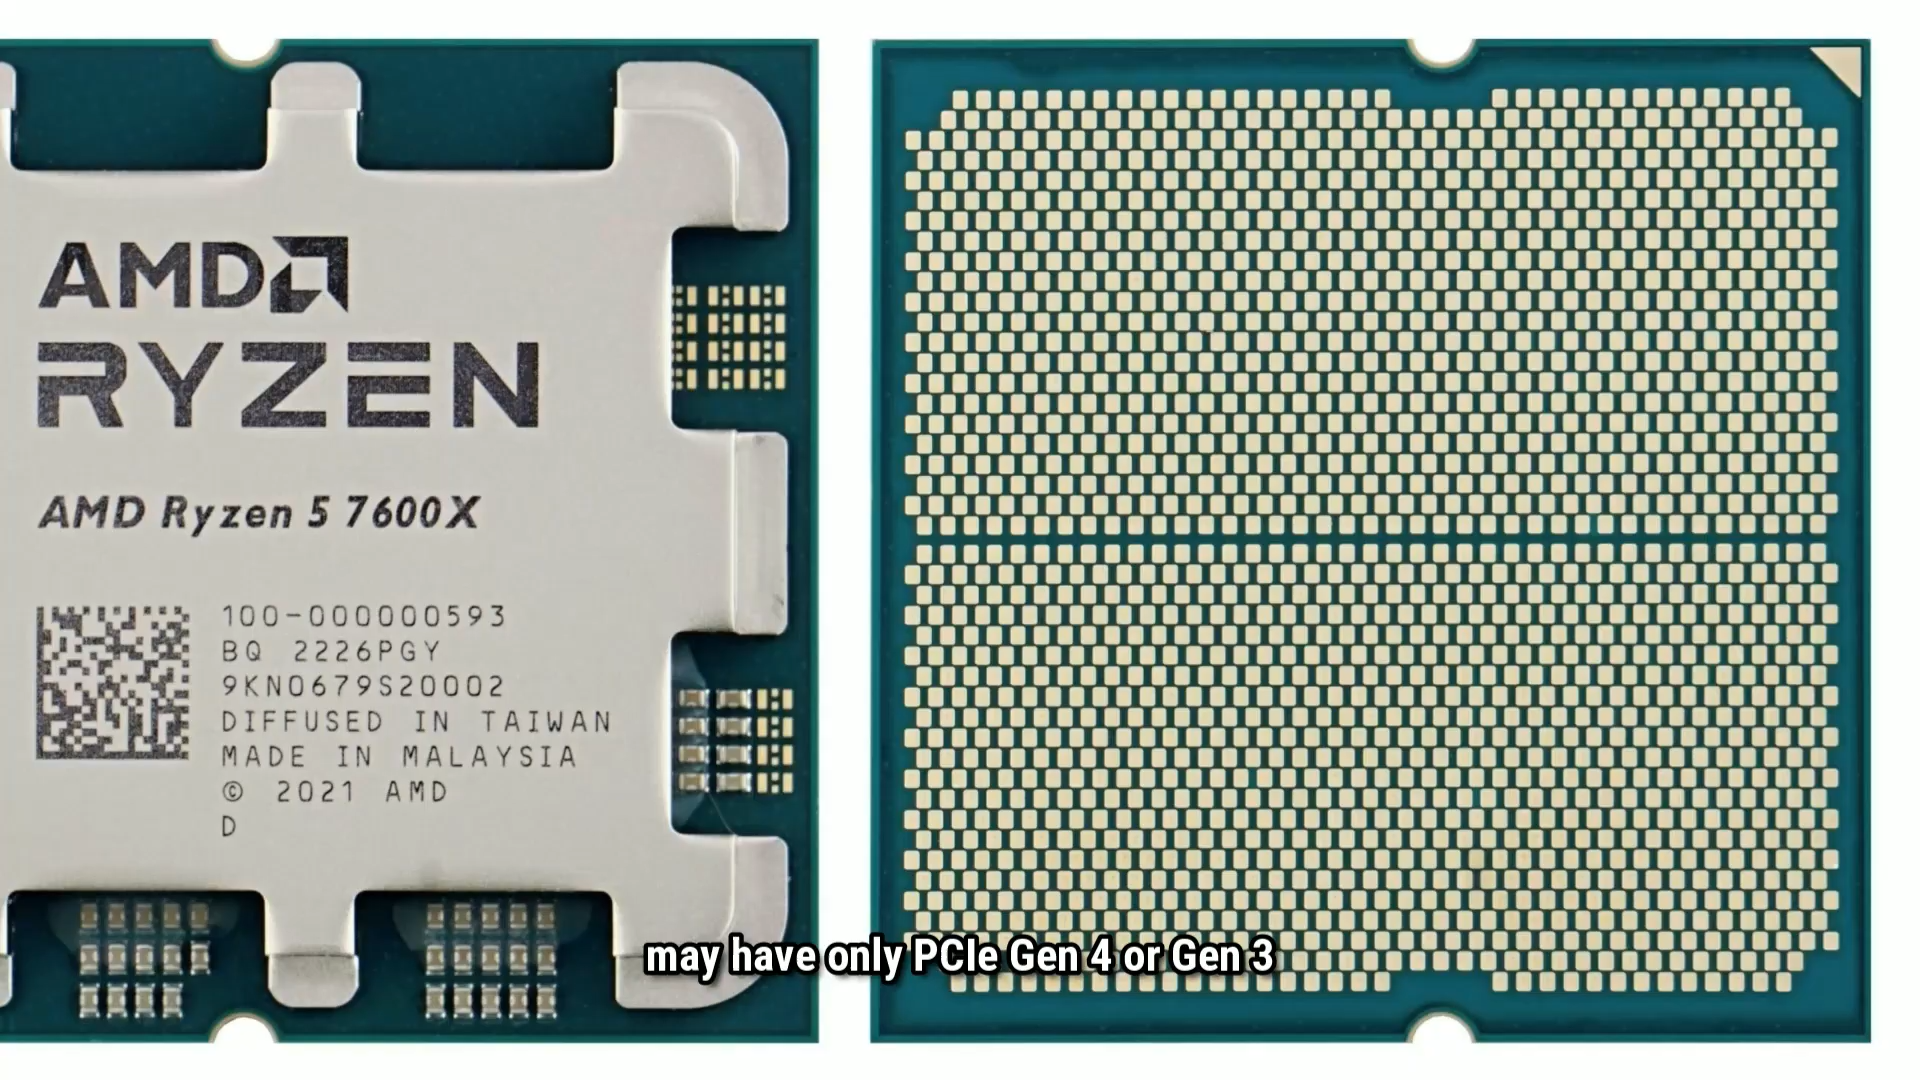 AMD
RYZEN
AMD Ryzen 5 7600X
100-000000593
BQ 2226PGY
9KN0679S20002
DIFFUSED IN TAIWAN
MADE IN MALAYSIA
© 2021 AMD
D
may have only PCIe Gen 4 or Gen 3